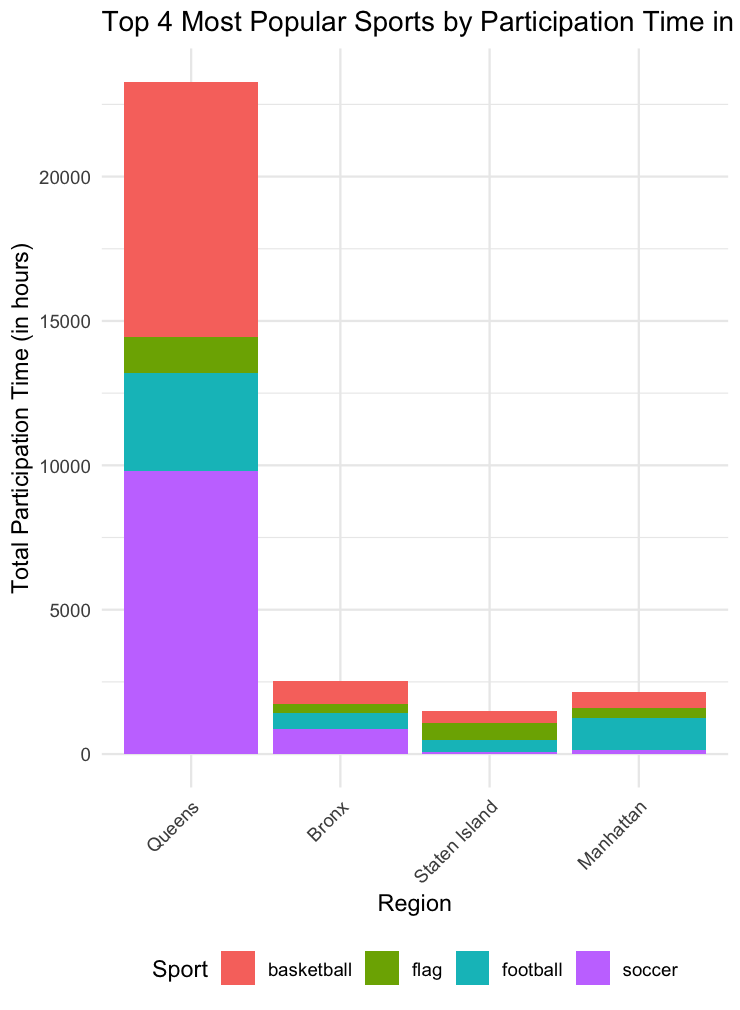 Top 4 Most Popular Sports by Participation Time in
Total Participation Time (in hours)
20000
15000
10000
5000
0
Queens
Bronx
Staten Island
Manhattan
Region
Sport basketball flag football soccer